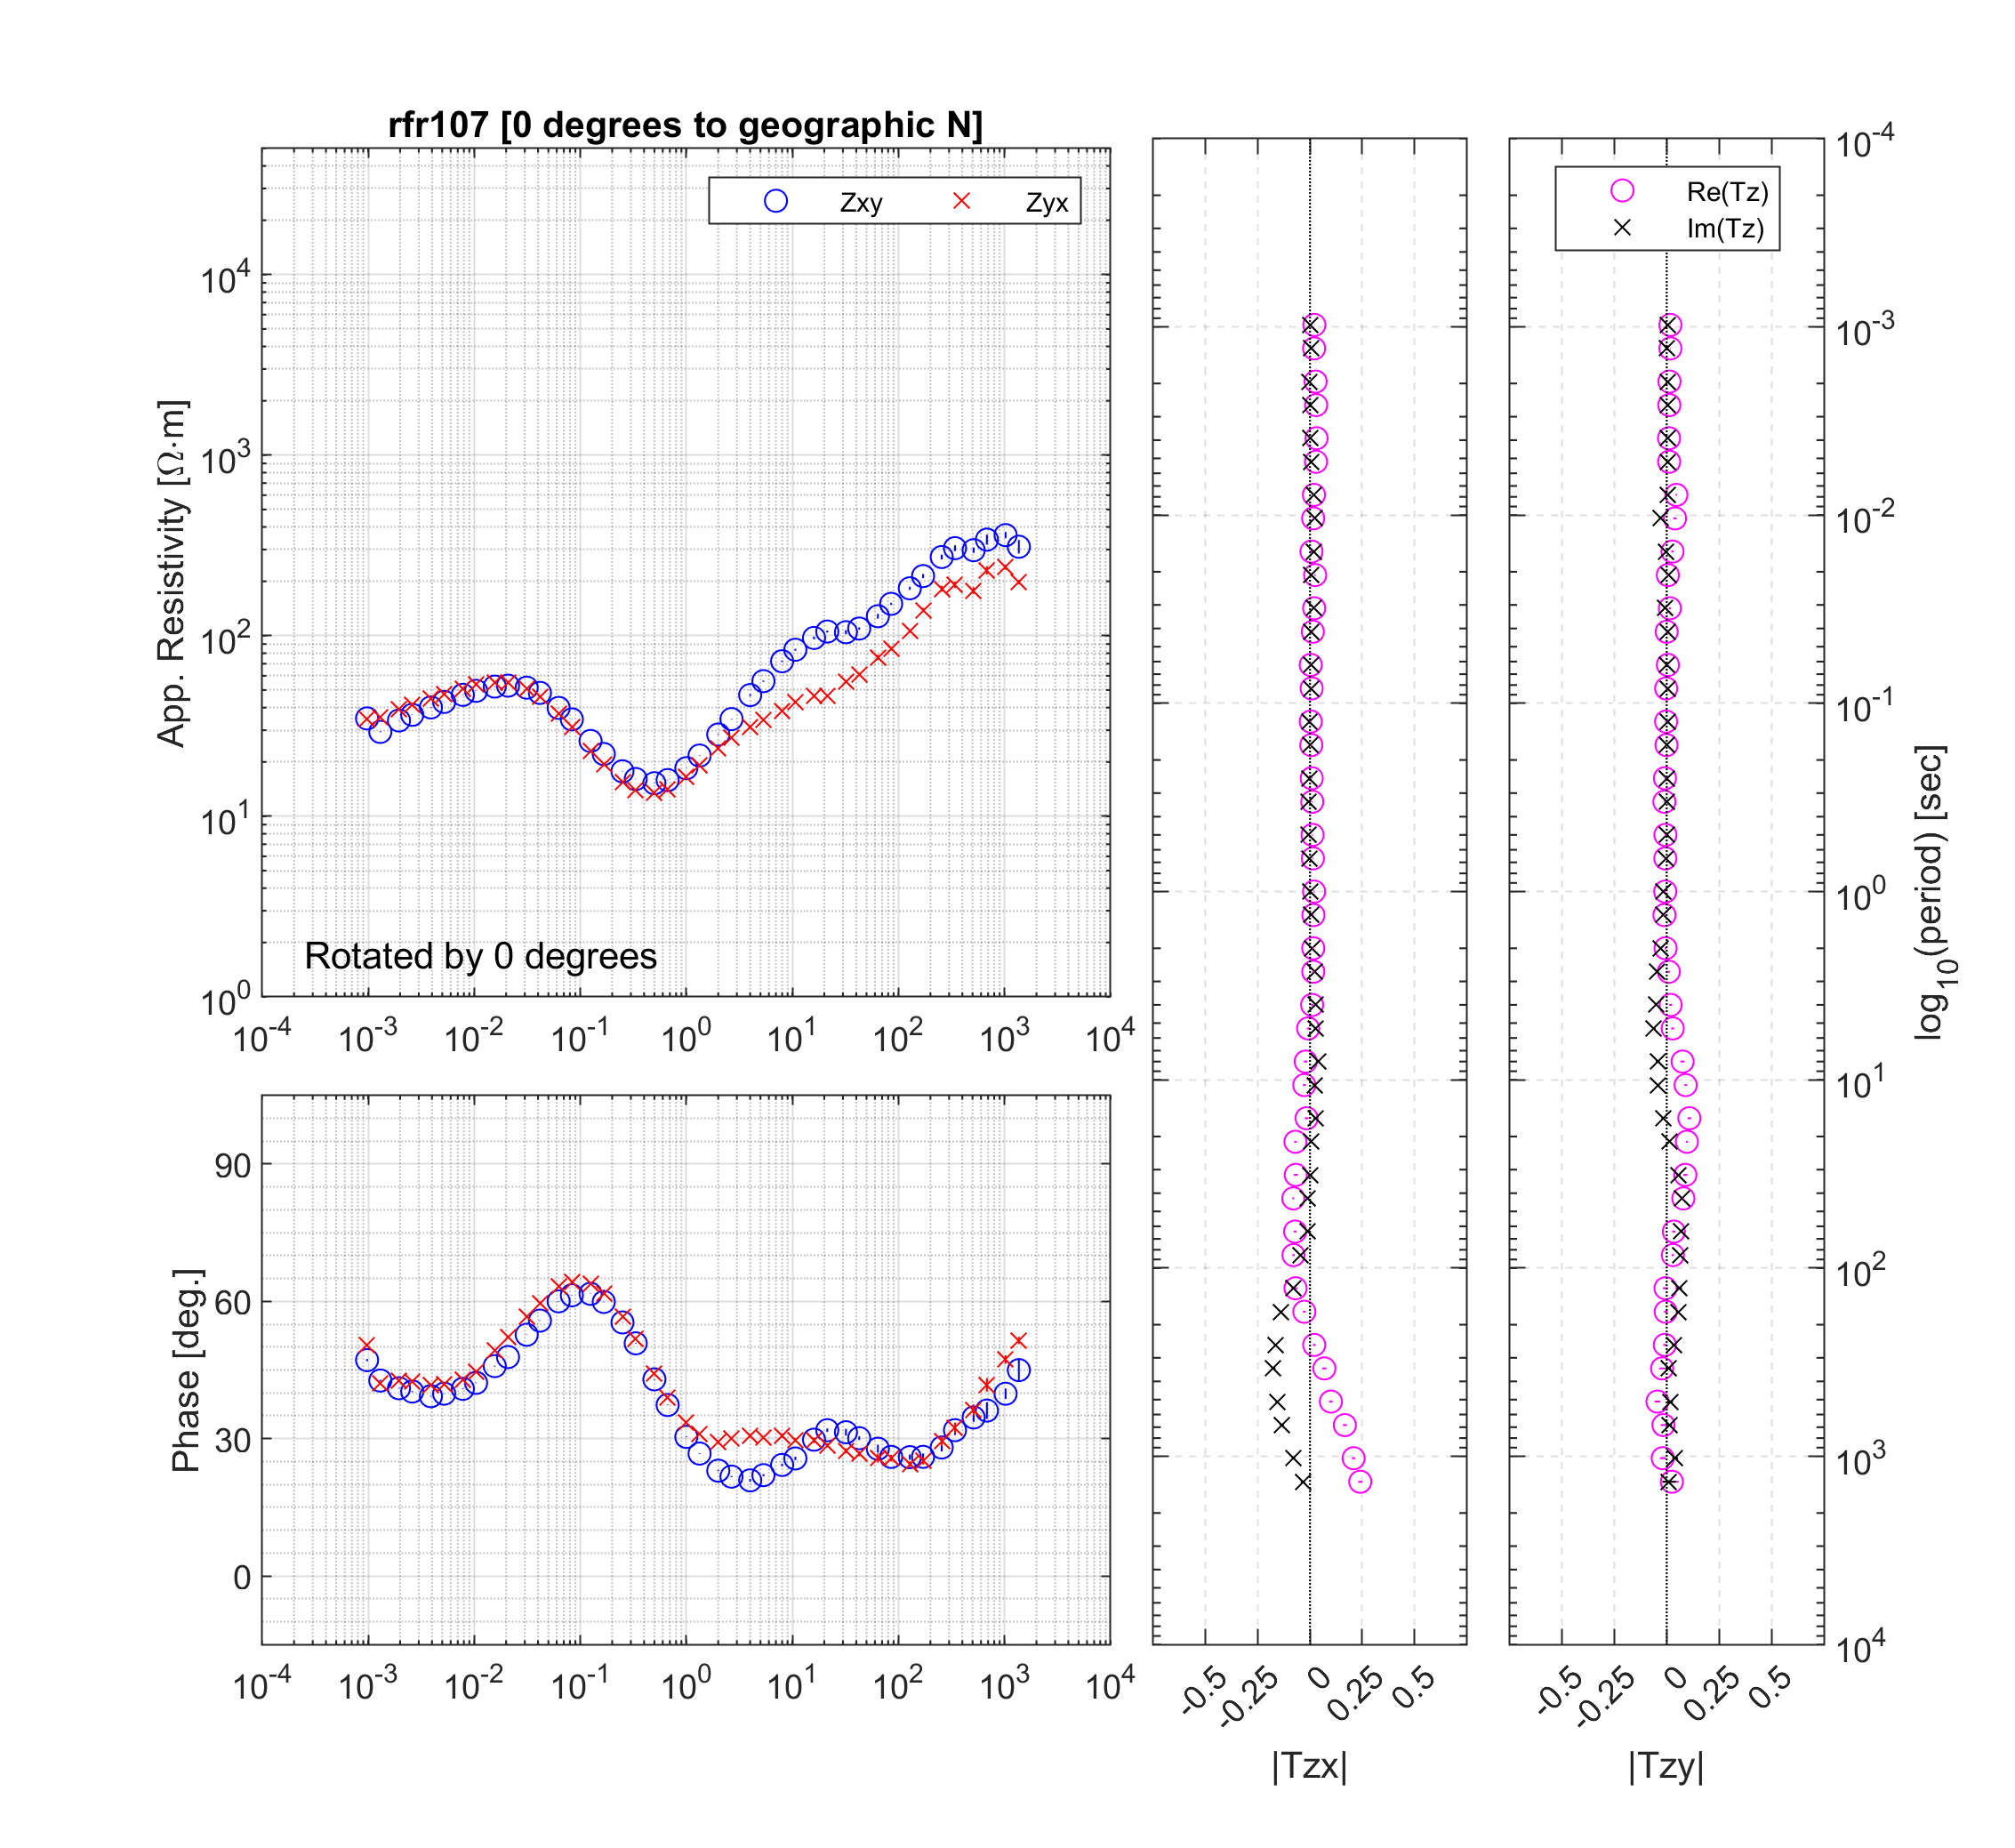 rfr107 [0 degrees to geographic N]
Zxy Zyx
App. Resistivity [Ω·m]
10^4
10^3
10^2
10^1
10^0
Rotated by 0 degrees
10^-4 10^-3 10^-2 10^-1 10^0 10^1 10^2 10^3 10^4
Phase [deg.]
90
60
30
0
10^-4 10^-3 10^-2 10^-1 10^0 10^1 10^2 10^3 10^4
-0.5 -0.25 0 0.25 0.5
|Tzx|
Re(Tz)
Im(Tz)
-0.5 -0.25 0 0.25 0.5
|Tzy|
10^-4
10^-3
10^-2
10^-1
10^0
10^1
10^2
10^3
10^4
log10(period) [sec]